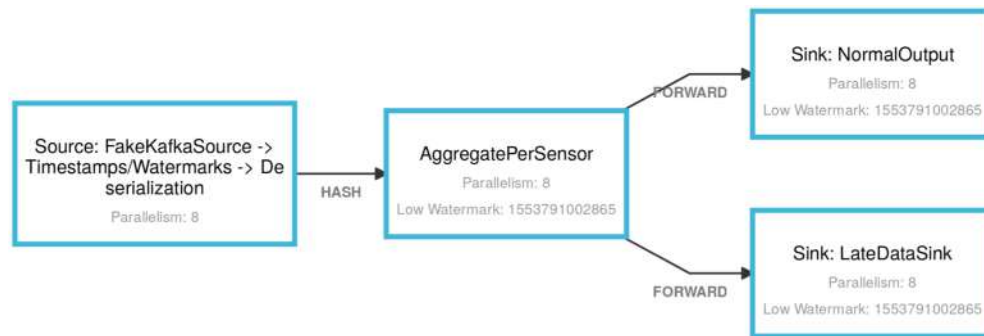 Source: FakeKafkaSource ->
Timestamps/Watermarks -> De
serialization
Parallelism: 8
HASH
AggregatePerSensor
Parallelism: 8
Low Watermark: 1553791002865
FORWARD
Sink: NormalOutput
Parallelism: 8
Low Watermark: 1553791002865
FORWARD
Sink: LateDataSink
Parallelism: 8
Low Watermark: 1553791002865